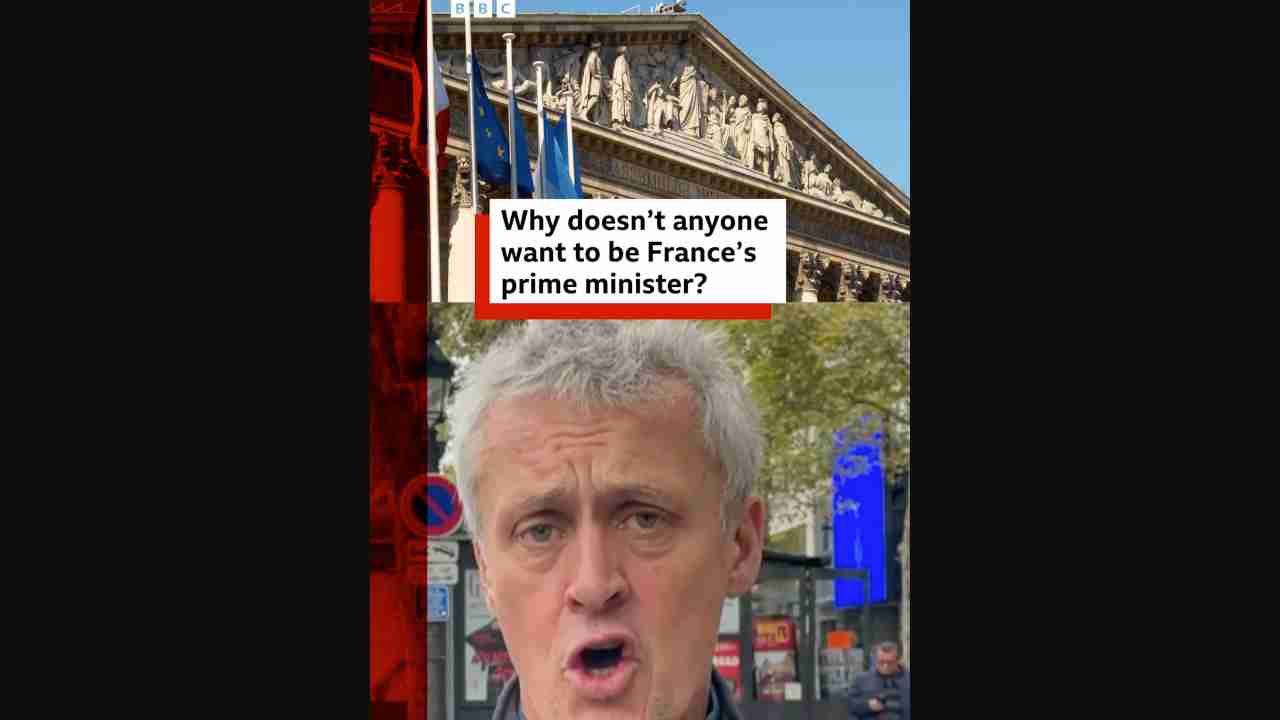 BBC
Why doesn't anyone
want to be France's
prime minister?